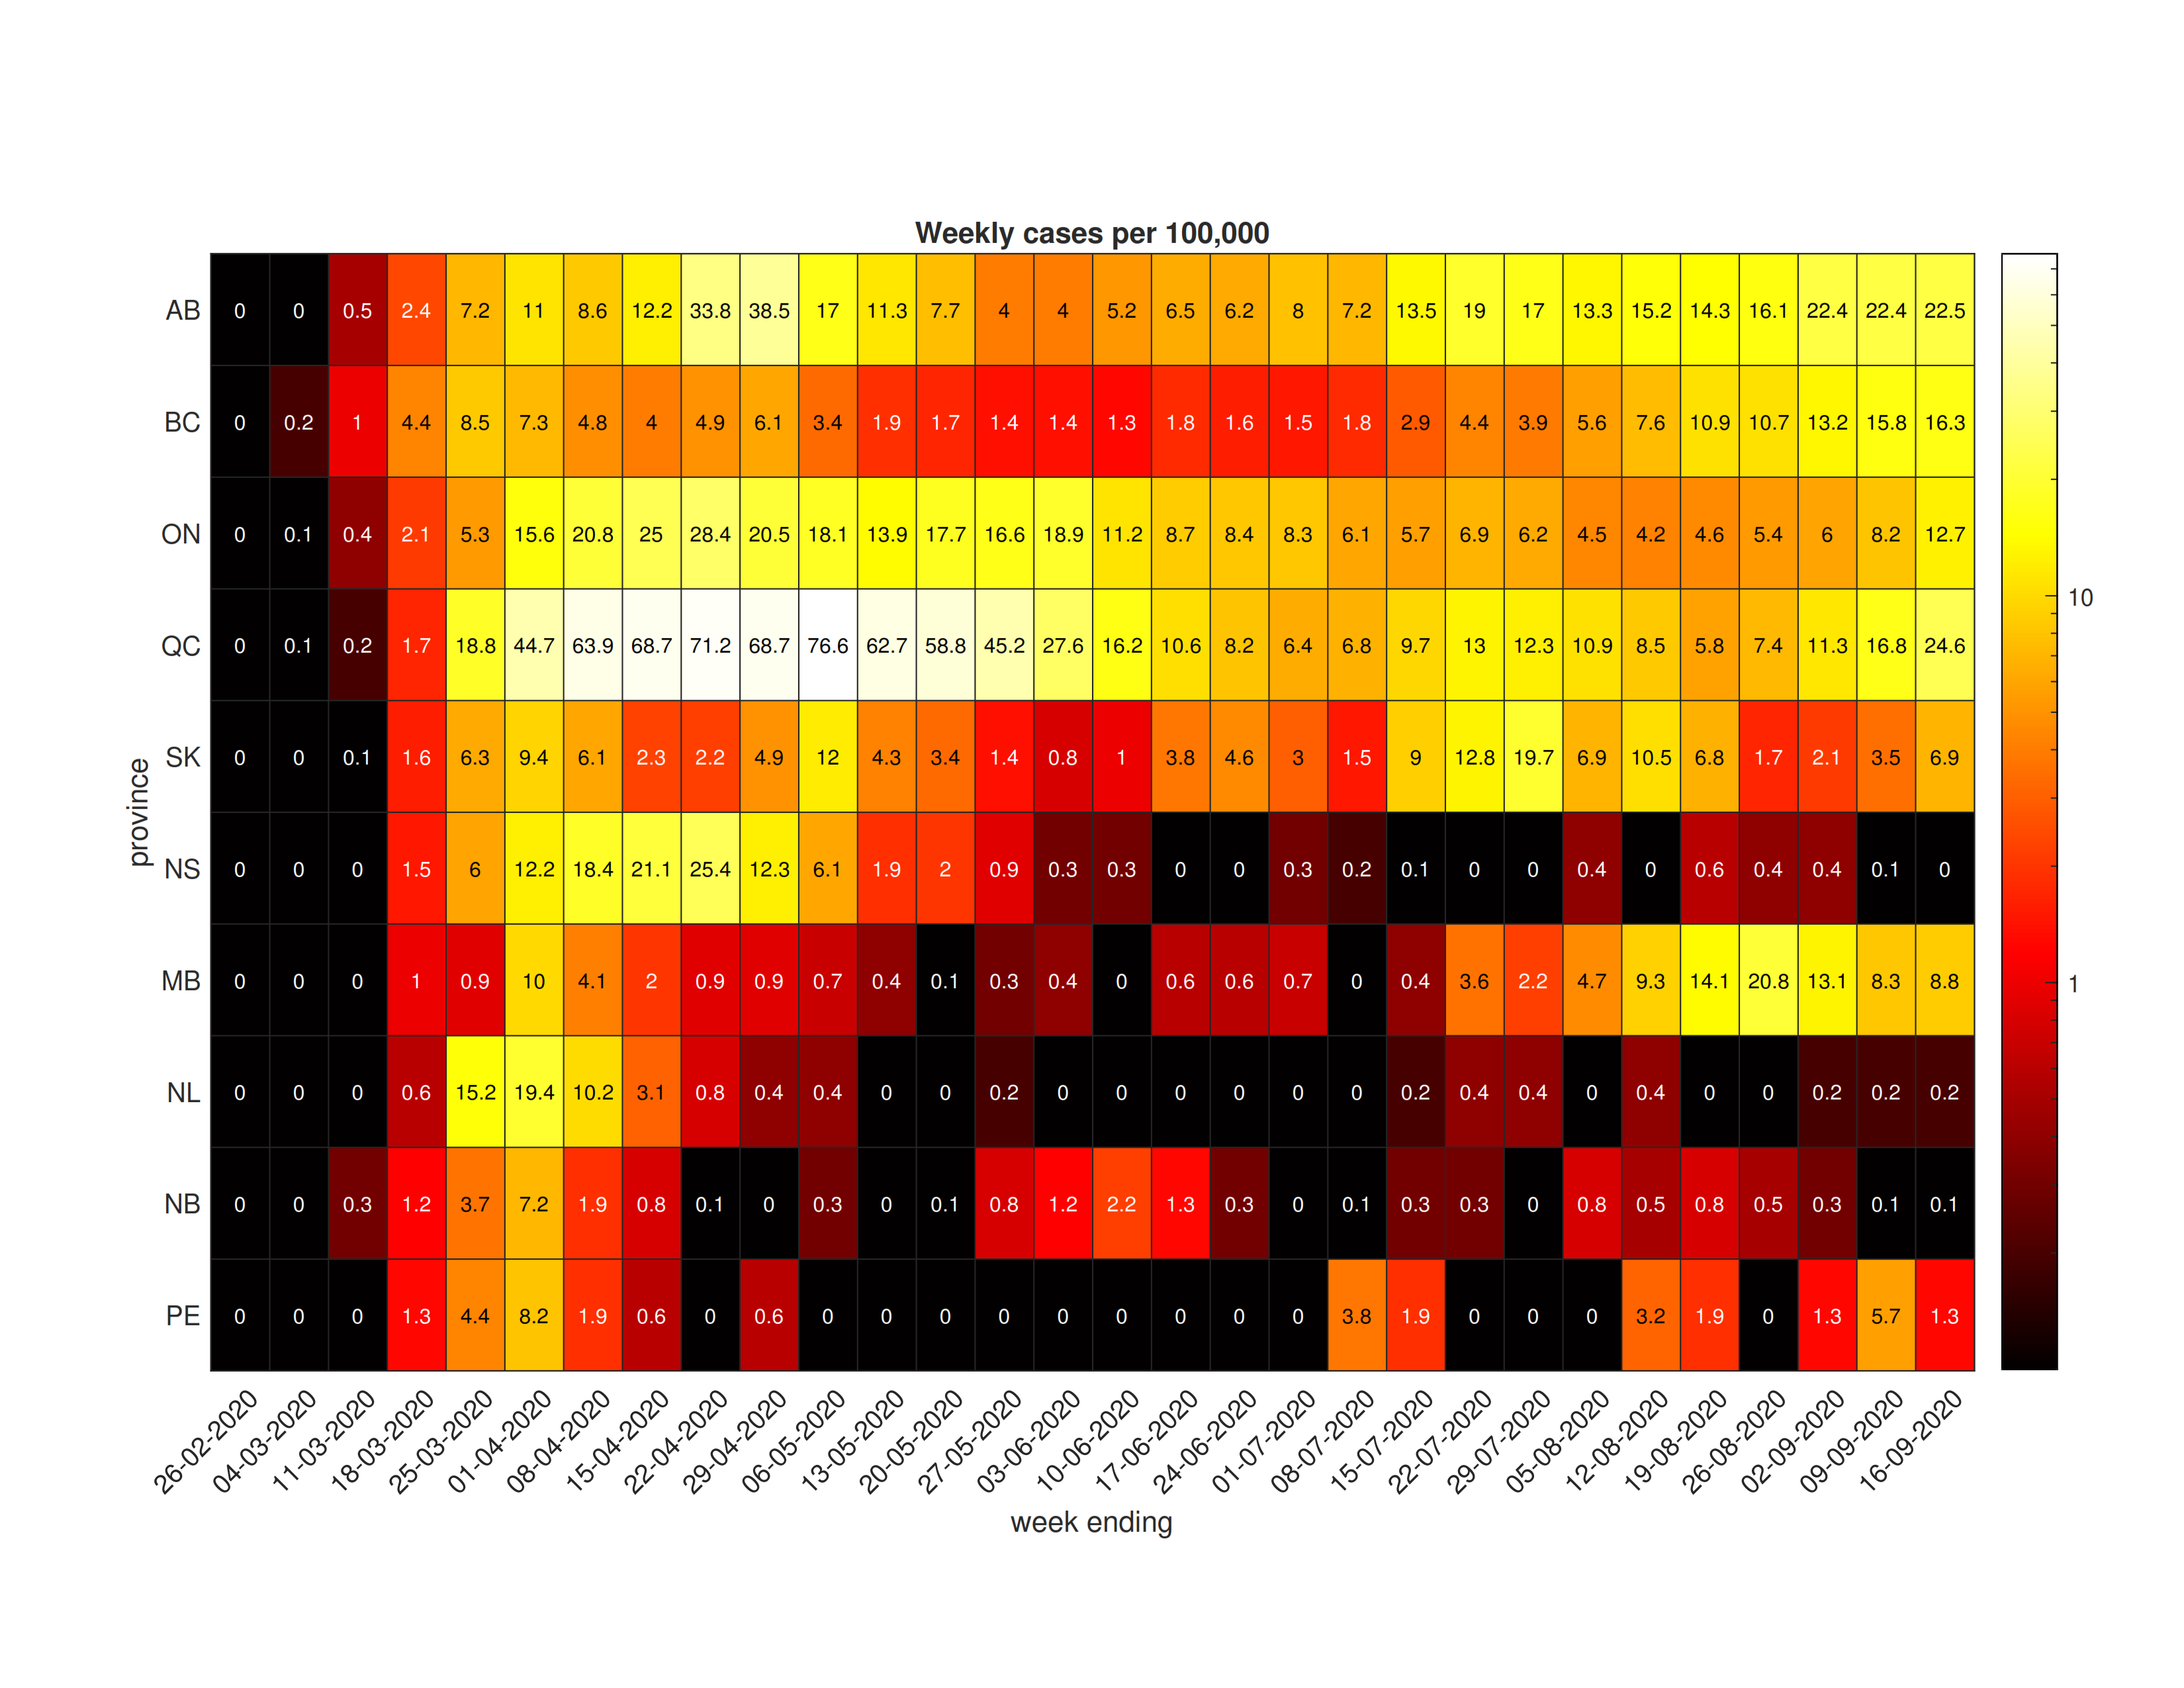 Weekly cases per 100,000
AB 0 0 0.5 2.4 7.2 11 8.6 12.2 33.8 38.5 17 11.3 7.7 4 4 5.2 6.5 6.2 8 7.2 13.5 19 17 13.3 15.2 14.3 16.1 22.4 22.4 22.5
BC 0 0.2 1 4.4 8.5 7.3 4.8 4 4.9 6.1 3.4 1.9 1.7 1.4 1.4 1.3 1.8 1.6 1.5 1.8 2.9 4.4 3.9 5.6 7.6 10.9 10.7 13.2 15.8 16.3
ON 0 0.1 0.4 2.1 5.3 15.6 20.8 25 28.4 20.5 18.1 13.9 17.7 16.6 18.9 11.2 8.7 8.4 8.3 6.1 5.7 6.9 6.2 4.5 4.2 4.6 5.4 6 8.2 12.7
10
QC 0 0.1 0.2 1.7 18.8 44.7 63.9 68.7 71.2 68.7 76.6 62.7 58.8 45.2 27.6 16.2 10.6 8.2 6.4 6.8 9.7 13 12.3 10.9 8.5 5.8 7.4 11.3 16.8 24.6
SK 0 0 0.1 1.6 6.3 9.4 6.1 2.3 2.2 4.9 12 4.3 3.4 1.4 0.8 1 3.8 4.6 3 1.5 9 12.8 19.7 6.9 10.5 6.8 1.7 2.1 3.5 6.9
province
NS 0 0 0 1.5 6 12.2 18.4 21.1 25.4 12.3 6.1 1.9 2 0.9 0.3 0.3 0 0 0.3 0.2 0.1 0 0 0.4 0 0.6 0.4 0.4 0.1 0
MB 0 0 0 1 0.9 10 4.1 2 0.9 0.9 0.7 0.4 0.1 0.3 0.4 0 0.6 0.6 0.7 0 0.4 3.6 2.2 4.7 9.3 14.1 20.8 13.1 8.3 8.8
1
NL 0 0 0 0.6 15.2 19.4 10.2 3.1 0.8 0.4 0.4 0 0 0.2 0 0 0 0 0 0 0.2 0.4 0.4 0 0.4 0 0 0.2 0.2 0.2
NB 0 0 0.3 1.2 3.7 7.2 1.9 0.8 0.1 0 0.3 0 0.1 0.8 1.2 2.2 1.3 0.3 0 0.1 0.3 0.3 0 0.8 0.5 0.8 0.5 0.3 0.1 0.1
PE 0 0 0 1.3 4.4 8.2 1.9 0.6 0 0.6 0 0 0 0 0 0 0 0 0 3.8 1.9 0 0 0 3.2 1.9 0 1.3 5.7 1.3
26-02-2020 04-03-2020 11-03-2020 18-03-2020 25-03-2020 01-04-2020 08-04-2020 15-04-2020 22-04-2020 29-04-2020 06-05-2020 13-05-2020 20-05-2020 27-05-2020 03-06-2020 10-06-2020 17-06-2020 24-06-2020 01-07-2020 08-07-2020 15-07-2020 22-07-2020 29-07-2020 05-08-2020 12-08-2020 19-08-2020 26-08-2020 02-09-2020 09-09-2020 16-09-2020
week ending